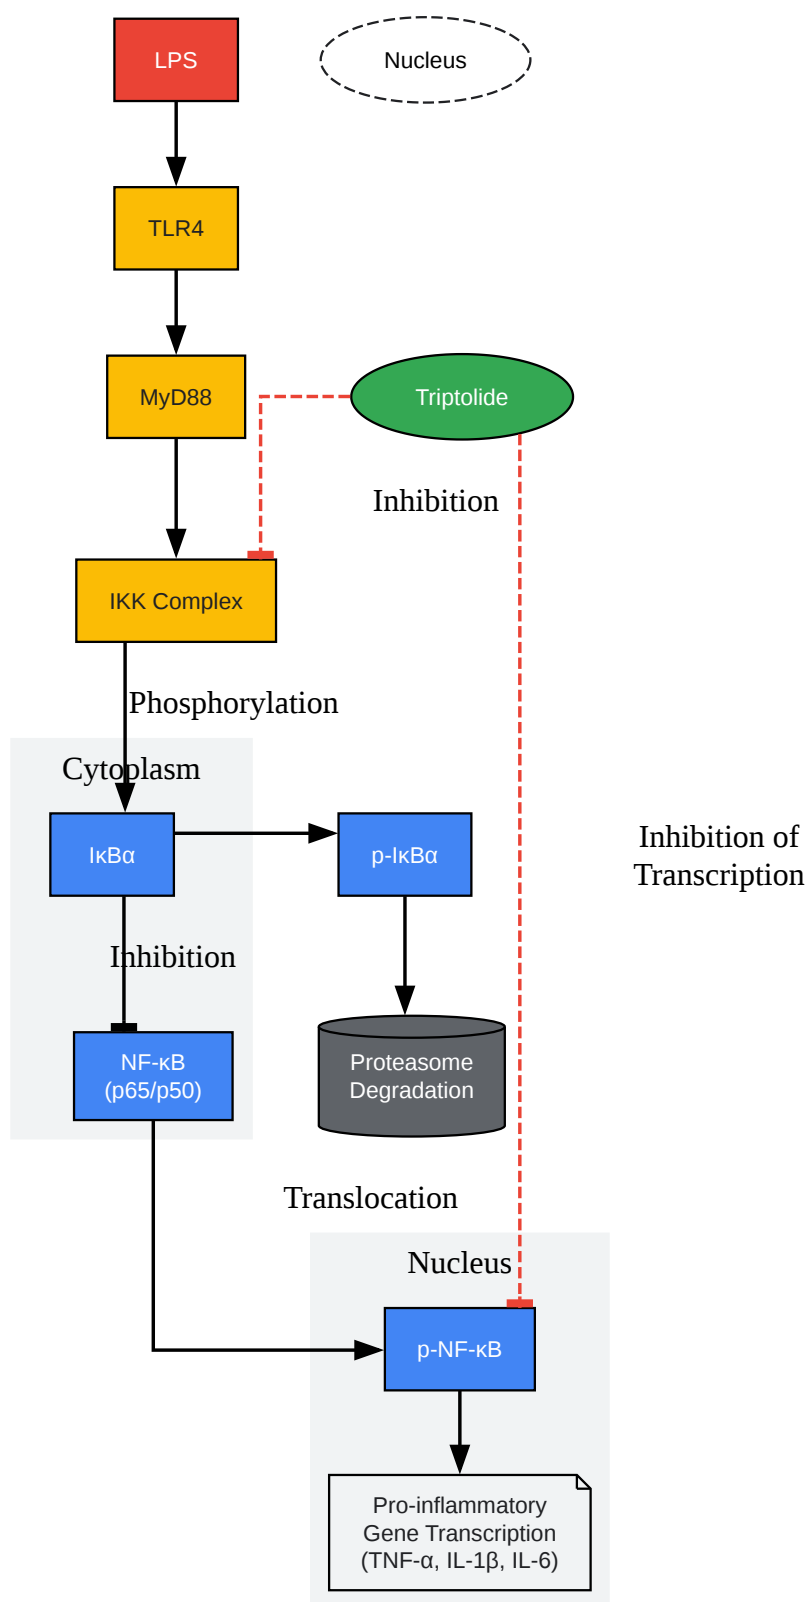 LPS
Nucleus
TLR4
MyD88
Triptolide
Inhibition
IKK Complex
Phosphorylation
Cytoplasm
IκBα
p-IκBα
Inhibition of
Transcription
Inhibition
NF-κB
(p65/p50)
Proteasome
Degradation
Translocation
Nucleus
p-NF-κB
Pro-inflammatory
Gene Transcription
(TNF-α, IL-1β, IL-6)